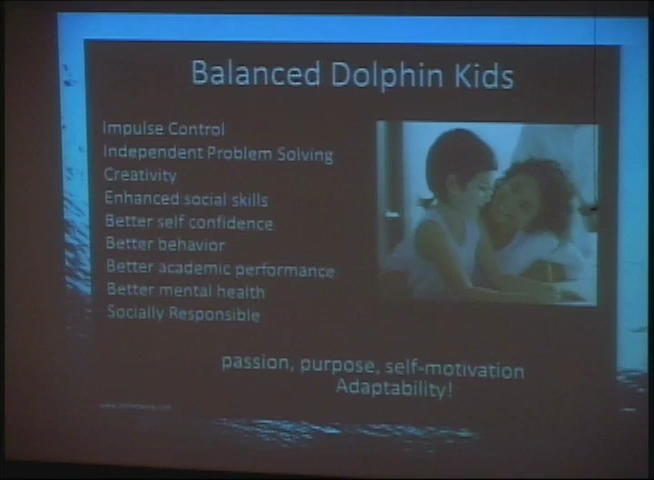 Balanced Dolphin Kids
Impulse Control
Independent Problem Solving
Creativity
Enhanced social skills
Better self confidence
Better behavior
Better academic performance
Better mental health
Socially Responsible
passion, purpose, self-motivation
Adaptability!